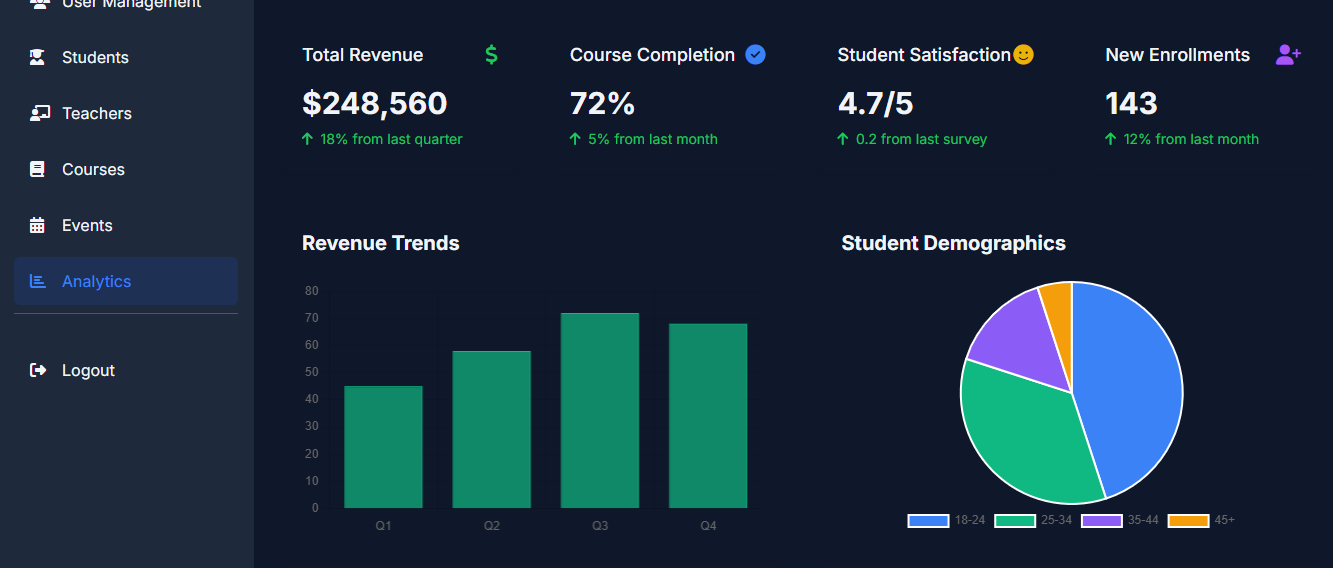 User Management
Students
Teachers
Courses
Events
Analytics
Logout
Total Revenue
$248,560
18% from last quarter
Course Completion
72%
5% from last month
Student Satisfaction
4.7/5
0.2 from last survey
New Enrollments
143
12% from last month
Revenue Trends
80
70
60
50
40
30
20
10
0
Q1 Q2 Q3 Q4
Student Demographics
18-24 25-34 35-44 45+